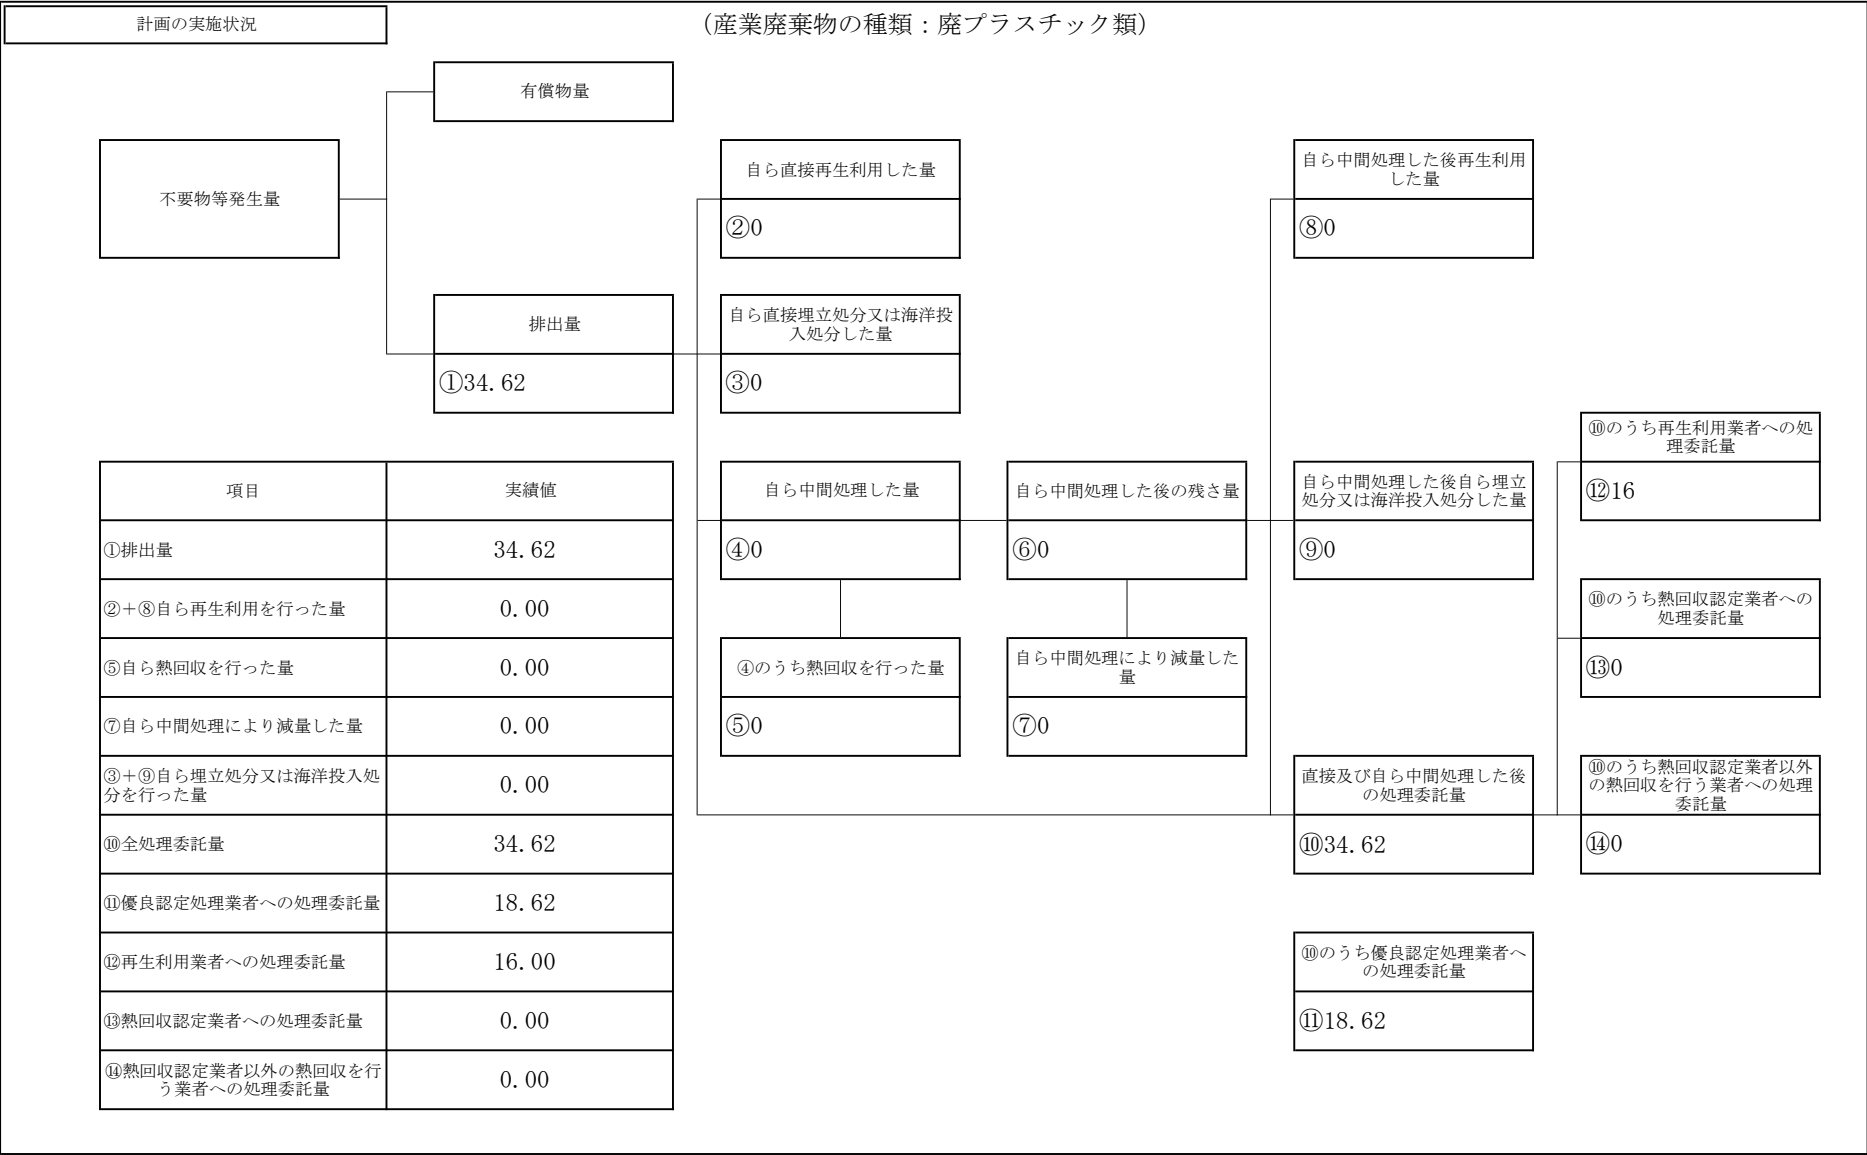 計画の実施状況
（産業廃棄物の種類：廃プラスチック類）
有償物量
不要物等発生量
自ら直接再生利用した量
②0
自ら中間処理した後再生利用
した量
⑧0
排出量
①34.62
自ら直接埋立処分又は海洋投
入処分した量
③0
⑩のうち再生利用業者への処
理委託量
⑫16
自ら中間処理した量
④0
自ら中間処理した後の残さ量
⑥0
自ら中間処理した後自ら埋立
処分又は海洋投入処分した量
⑨0
⑩のうち熱回収認定業者への
処理委託量
⑬0
④のうち熱回収を行った量
⑤0
自ら中間処理により減量した
量
⑦0
直接及び自ら中間処理した後
の処理委託量
⑩34.62
⑩のうち熱回収認定業者以外
の熱回収を行う業者への処理
委託量
⑭0
⑩のうち優良認定処理業者へ
の処理委託量
⑪18.62
項目 実績値
①排出量 34.62
②＋⑧自ら再生利用を行った量 0.00
⑤自ら熱回収を行った量 0.00
⑦自ら中間処理により減量した量 0.00
③＋⑨自ら埋立処分又は海洋投入処
分を行った量 0.00
⑩全処理委託量 34.62
⑪優良認定処理業者への処理委託量 18.62
⑫再生利用業者への処理委託量 16.00
⑬熱回収認定業者への処理委託量 0.00
⑭熱回収認定業者以外の熱回収を行
う業者への処理委託量 0.00